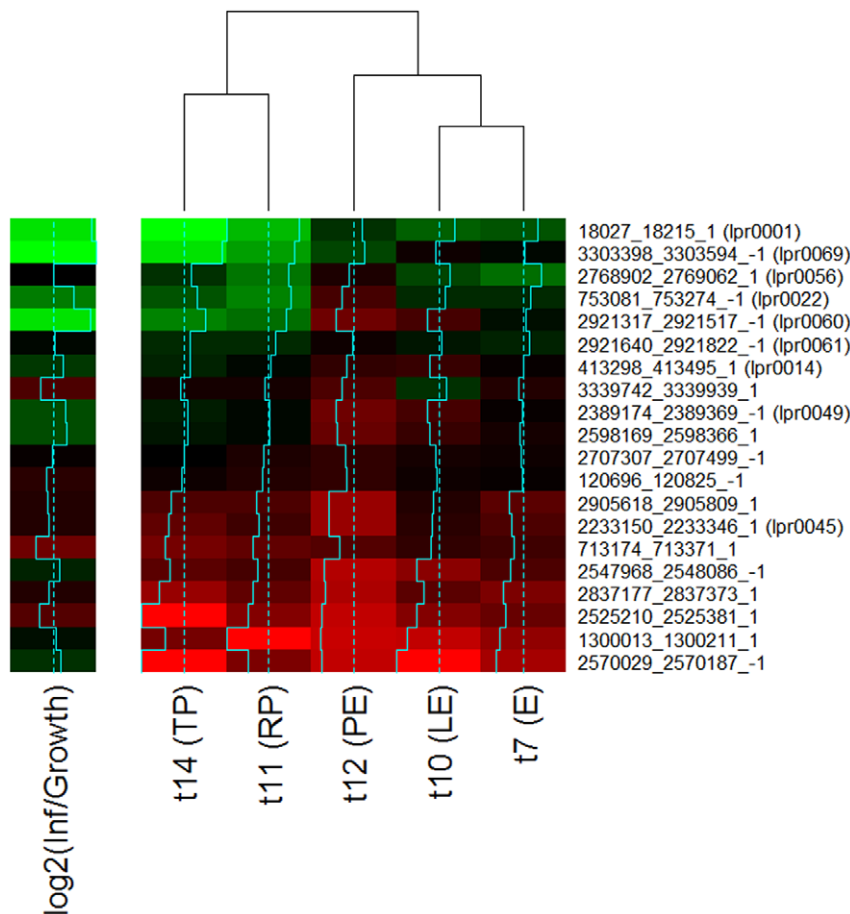 18027_18215_1 (lpr0001)
3303398_3303594_-1 (lpr0069)
2768902_2769062_1 (lpr0056)
753081_753274_-1 (lpr0022)
2921317_2921517_-1 (lpr0060)
2921640_2921822_-1 (lpr0061)
413298_413495_1 (lpr0014)
3339742_3339939_1
2389174_2389369_-1 (lpr0049)
2598169_2598366_1
2707307_2707499_-1
120696_120825_-1
2905618_2905809_1
2233150_2233346_1 (lpr0045)
713174_713371_1
2547968_2548086_-1
2837177_2837373_1
2525210_2525381_1
1300013_1300211_1
2570029_2570187_-1
log2(Inf/Growth)
t14 (TP)
t11 (RP)
t12 (PE)
t10 (LE)
t7 (E)